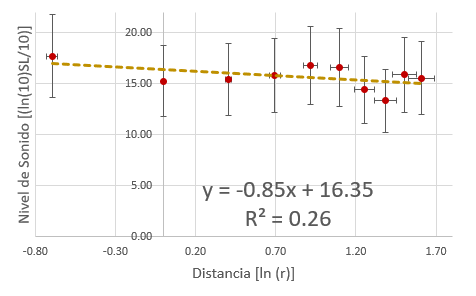 20.00
15.00
10.00
5.00
0.00
Nivel de Sonido [(ln(10)SL/10)]
y = -0.85x + 16.35
R² = 0.26
-0.80 -0.30 0.20 0.70 1.20 1.70
Distancia [ln (r)]